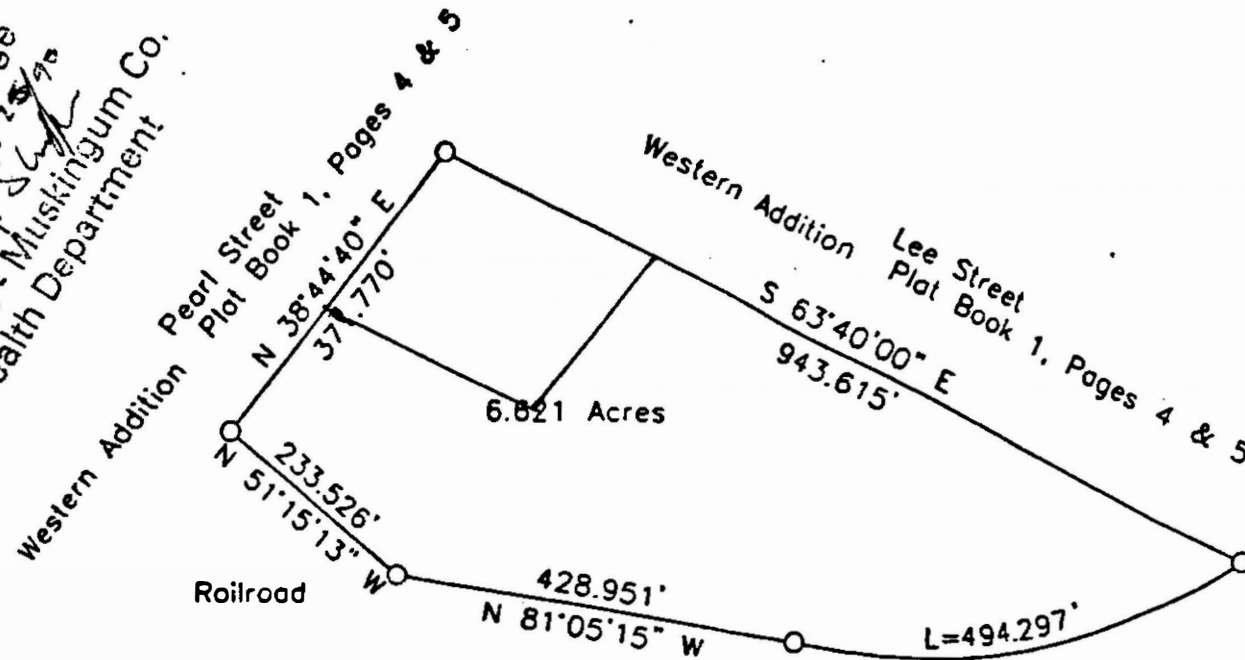 Muskingum Co.
Health Department
Pearl Street
Western Addition Plat Book 1, Pages 4 & 5
N 38°44'40" E
Lee Street
Western Addition Plat Book 1, Pages 4 & 5
S 63°40'00" E
943.615'
6.621 Acres
233.526'
N 51°15'13" W
Railroad
428.951'
N 81°05'15" W
L=494.297'